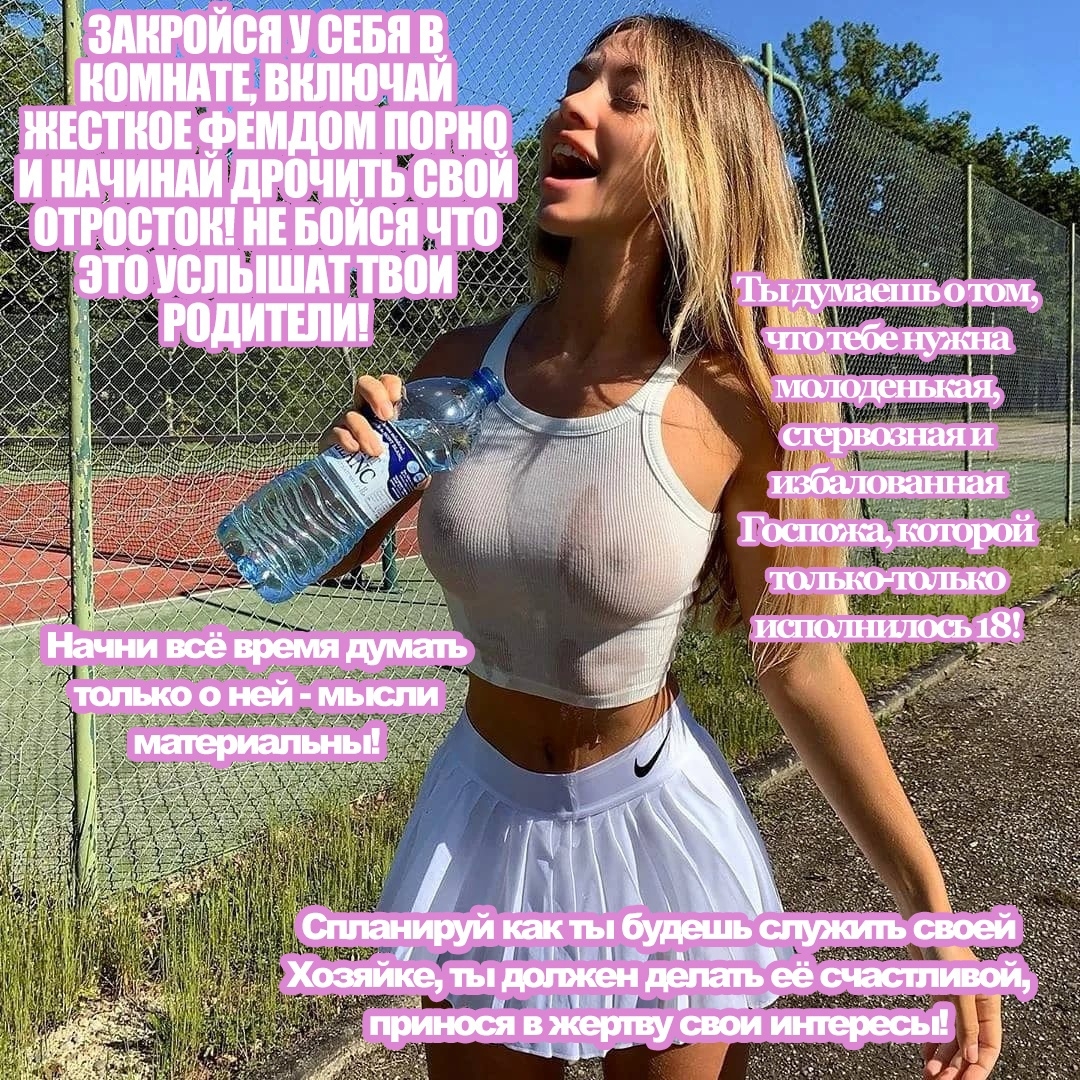 ЗАКРОЙСЯ У СЕБЯ В
КОМНАТЕ, ВКЛЮЧАЙ
ЖЕСТКОЕ ФЕМДОМ ПОРНО
И НАЧИНАЙ ДРОЧИТЬ СВОЙ
ОТРОСТОК! НЕ БОЙСЯ ЧТО
ЭТО УСЛЫШАТ ТВОИ
РОДИТЕЛИ!
Ты думаешь о том,
что тебе нужна
молоденькая,
стервозная и
избалованная
Госпожа, которой
только-только
исполнилось 18!
Начни всё время думать
только о ней - мысли
материальны!
Спланируй как ты будешь служить своей
Хозяйке, ты должен делать её счастливой,
принося в жертву свои интересы!